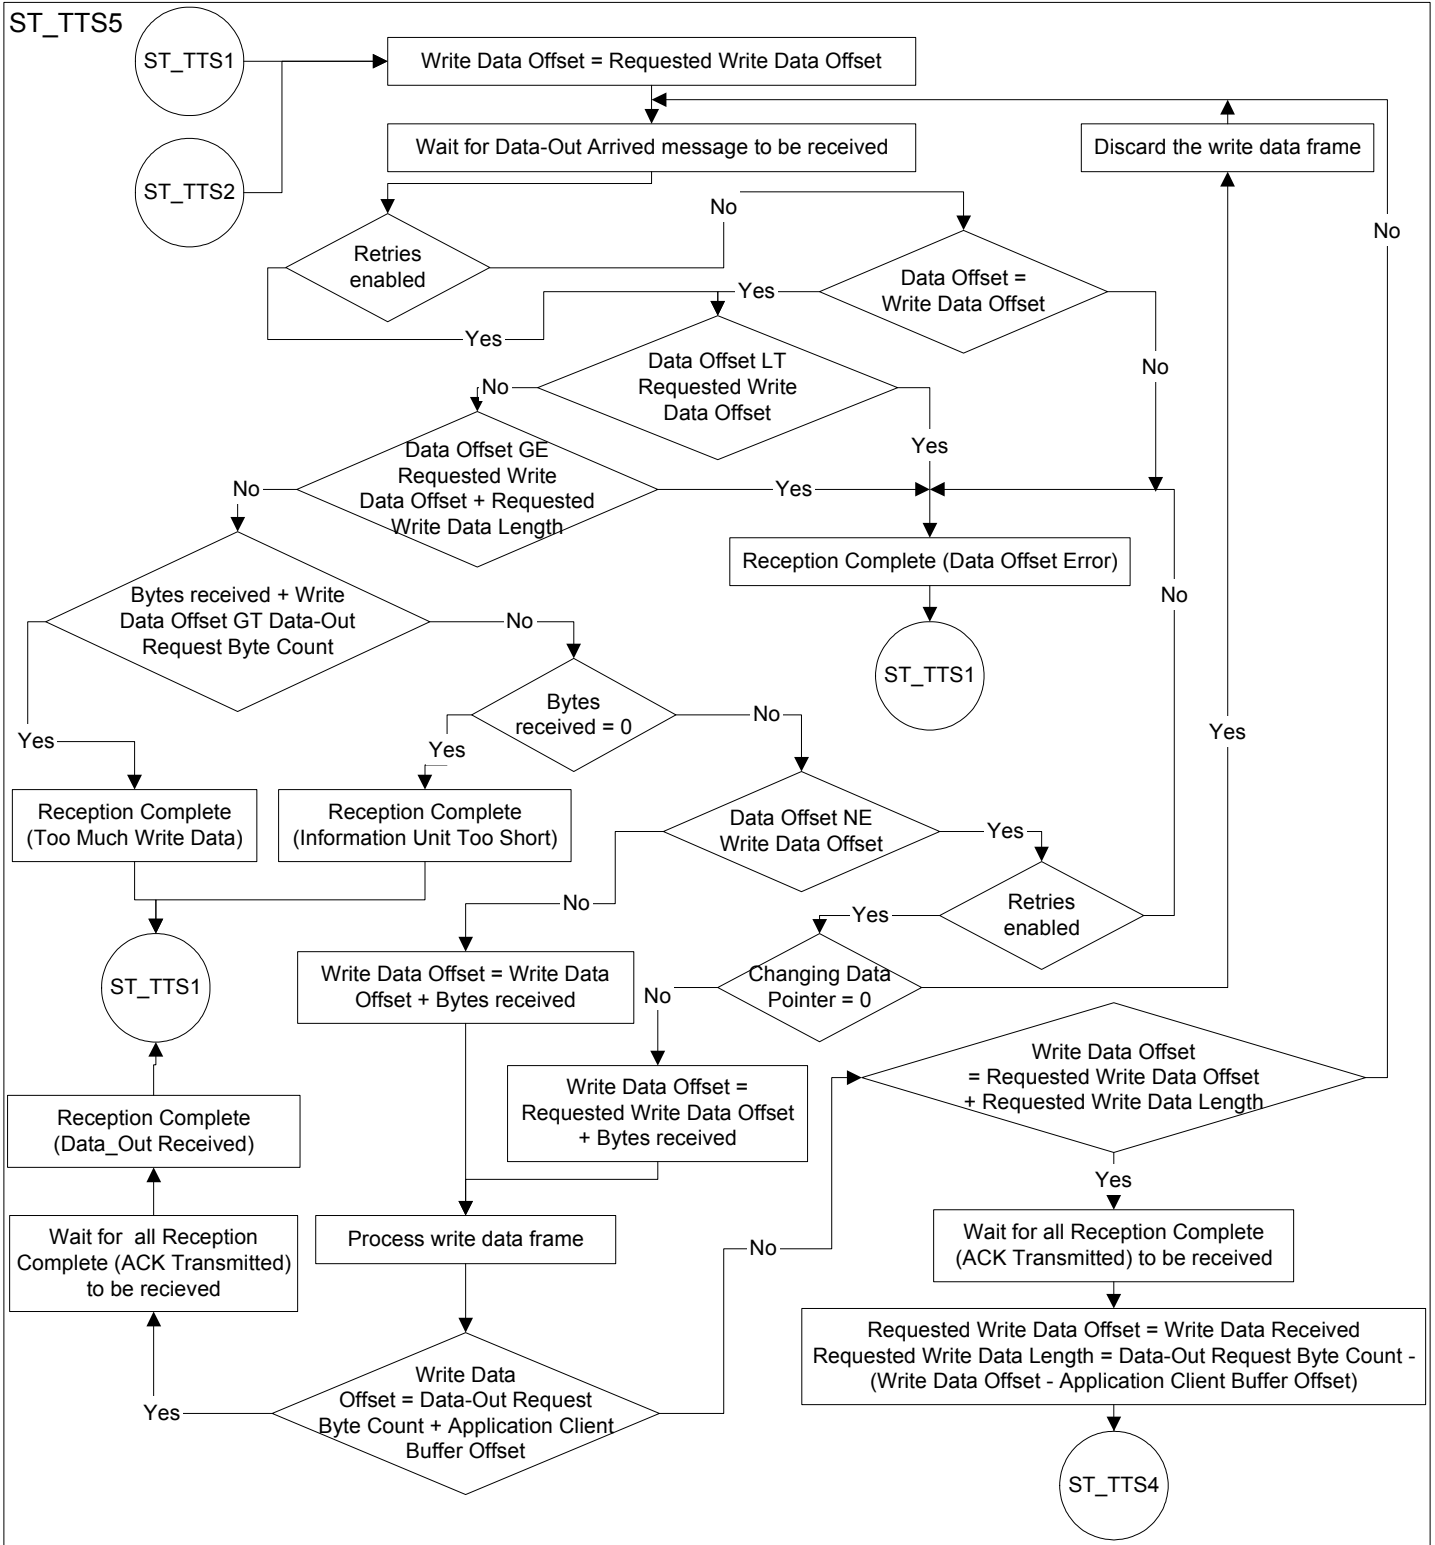 ST_TTS5
ST_TTS1
Write Data Offset = Requested Write Data Offset
Wait for Data-Out Arrived message to be received
Discard the write data frame
ST_TTS2
No
No
Retries
enabled
Data Offset =
Write Data Offset
Yes
Yes
No
Data Offset LT
Requested Write
Data Offset
No
Yes
Data Offset GE
Requested Write
Data Offset + Requested
Write Data Length
No
Yes
Reception Complete (Data Offset Error)
No
Bytes received + Write
Data Offset GT Data-Out
Request Byte Count
No
ST_TTS1
Bytes
received = 0
No
Yes
Yes
Yes
Reception Complete
(Too Much Write Data)
Reception Complete
(Information Unit Too Short)
Data Offset NE
Write Data Offset
Yes
No
Yes
Retries
enabled
ST_TTS1
Write Data Offset = Write Data
Offset + Bytes received
Changing Data
Pointer = 0
No
Write Data Offset
= Requested Write Data Offset
+ Requested Write Data Length
Write Data Offset =
Requested Write Data Offset
+ Bytes received
Reception Complete
(Data_Out Received)
Yes
Wait for  all Reception
Complete (ACK Transmitted)
to be recieved
Process write data frame
No
Wait for all Reception Complete
(ACK Transmitted) to be received
Requested Write Data Offset = Write Data Received
Requested Write Data Length = Data-Out Request Byte Count -
(Write Data Offset - Application Client Buffer Offset)
Write Data
Offset = Data-Out Request
Byte Count + Application Client
Buffer Offset
Yes
ST_TTS4